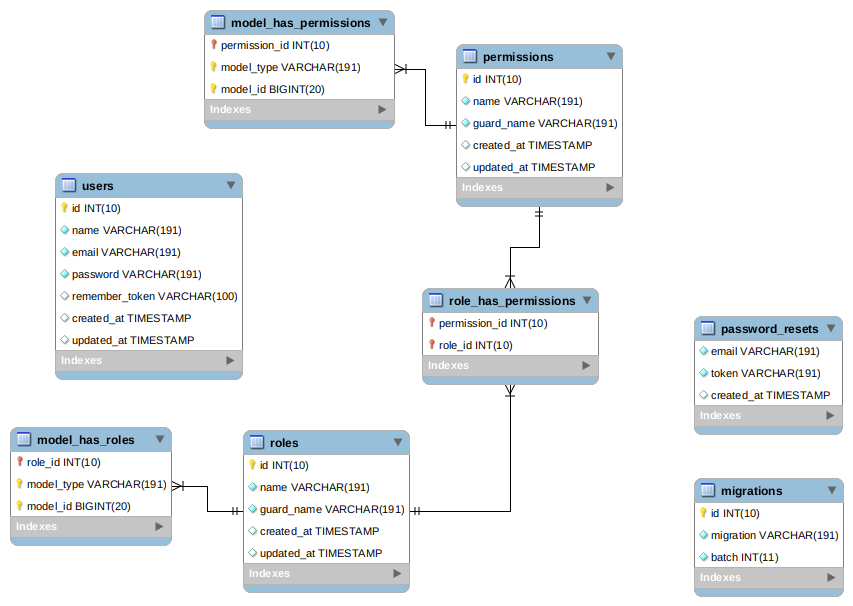 model_has_permissions
permission_id INT(10)
model_type VARCHAR(191)
model_id BIGINT(20)
Indexes
permissions
id INT(10)
name VARCHAR(191)
guard_name VARCHAR(191)
created_at TIMESTAMP
updated_at TIMESTAMP
Indexes
users
id INT(10)
name VARCHAR(191)
email VARCHAR(191)
password VARCHAR(191)
remember_token VARCHAR(100)
created_at TIMESTAMP
updated_at TIMESTAMP
Indexes
role_has_permissions
permission_id INT(10)
role_id INT(10)
Indexes
password_resets
email VARCHAR(191)
token VARCHAR(191)
created_at TIMESTAMP
Indexes
model_has_roles
role_id INT(10)
model_type VARCHAR(191)
model_id BIGINT(20)
Indexes
roles
id INT(10)
name VARCHAR(191)
guard_name VARCHAR(191)
created_at TIMESTAMP
updated_at TIMESTAMP
Indexes
migrations
id INT(10)
migration VARCHAR(191)
batch INT(11)
Indexes